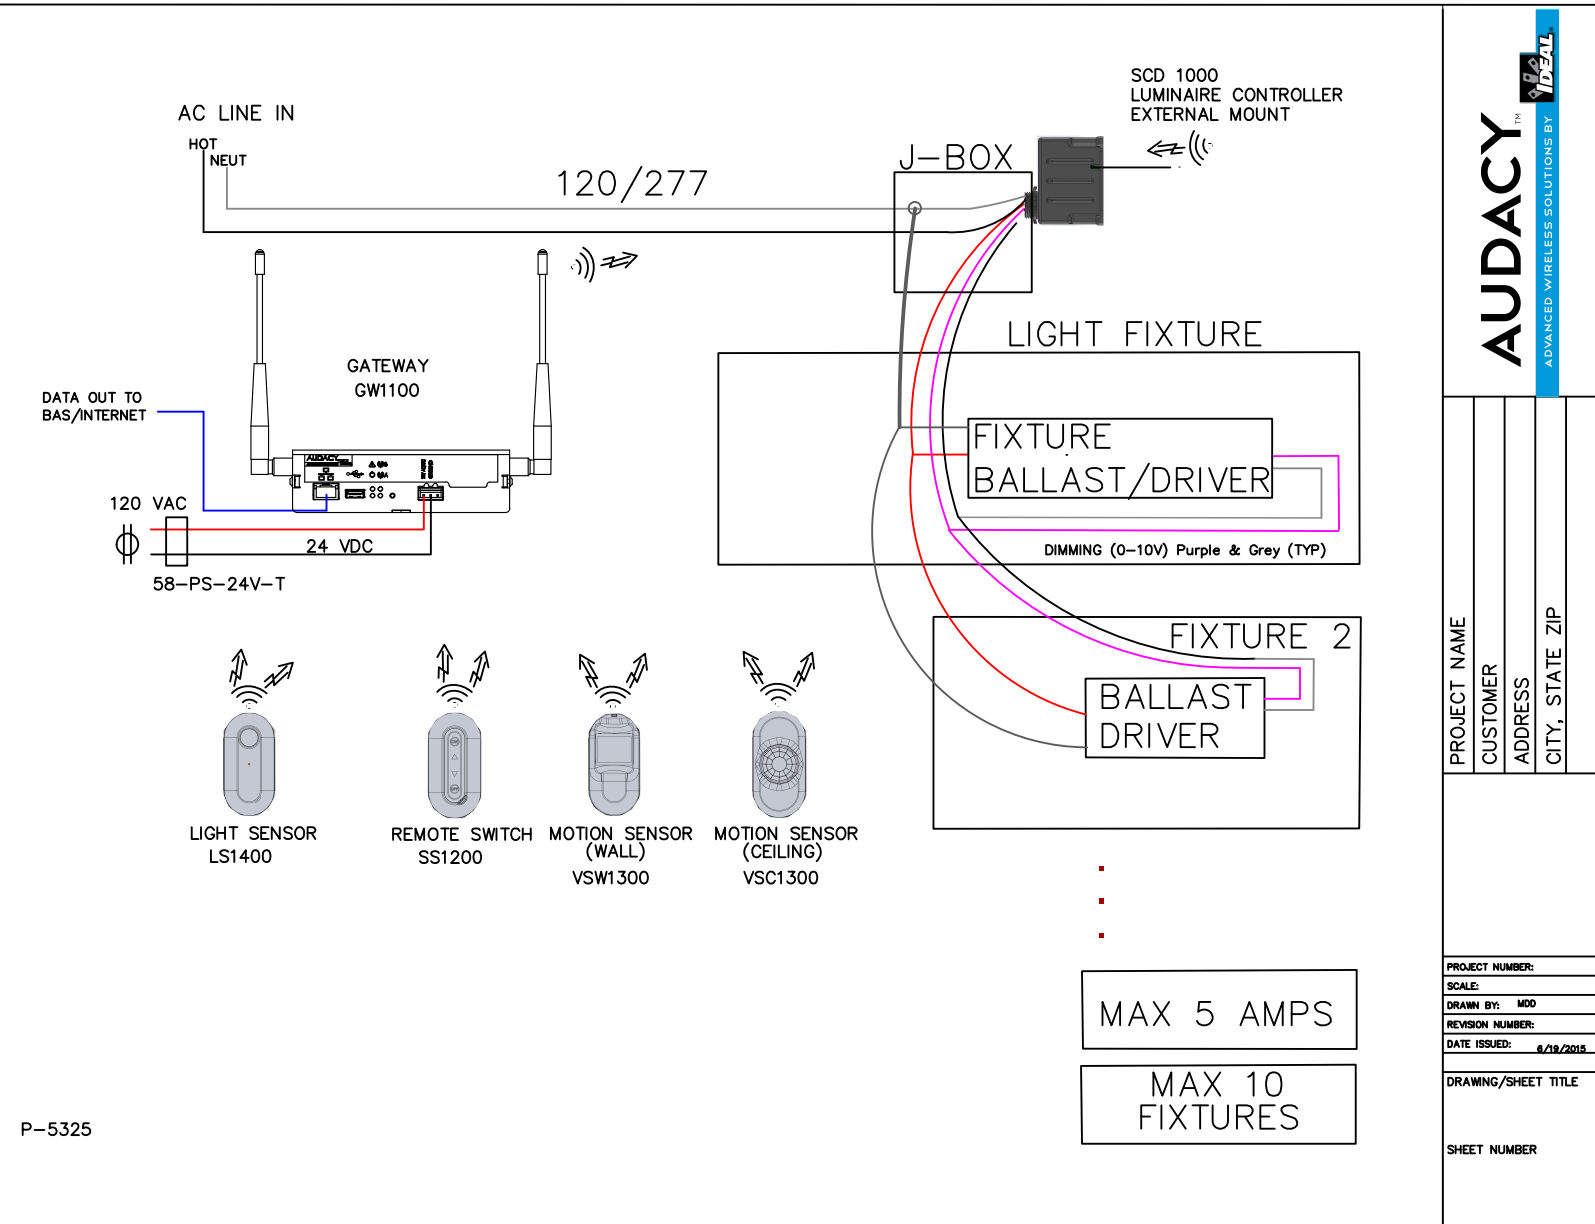 AC LINE IN
HOT
NEUT
120/277
J-BOX
SCD 1000
LUMINAIRE CONTROLLER
EXTERNAL MOUNT
LIGHT FIXTURE
GATEWAY
GW1100
DATA OUT TO
BAS/INTERNET
AUDACY
120 VAC
24 VDC
58-PS-24V-T
FIXTURE
BALLAST/DRIVER
DIMMING (0-10V) Purple & Grey (TYP)
FIXTURE 2
BALLAST
DRIVER
LIGHT SENSOR
LS1400
REMOTE SWITCH
SS1200
MOTION SENSOR
(WALL)
VSW1300
MOTION SENSOR
(CEILING)
VSC1300
MAX 5 AMPS
MAX 10
FIXTURES
P-5325
AUDACY™
IDEAL
ADVANCED WIRELESS SOLUTIONS BY
PROJECT NAME
CUSTOMER
ADDRESS
CITY, STATE ZIP
PROJECT NUMBER:
SCALE:
DRAWN BY: MDD
REVISION NUMBER:
DATE ISSUED: 6/19/2015
DRAWING/SHEET TITLE
SHEET NUMBER